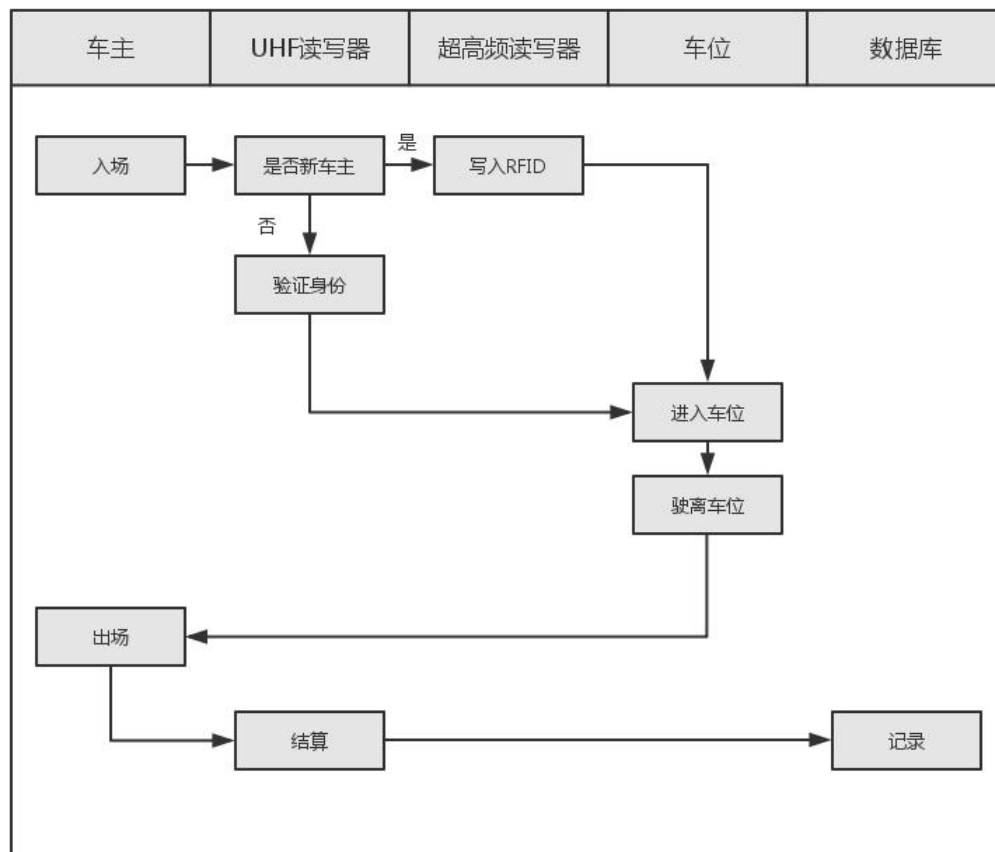 车主
UHF读写器
超高频读写器
车位
数据库
入场
是否新车主
是
写入RFID
否
验证身份
进入车位
驶离车位
出场
结算
记录